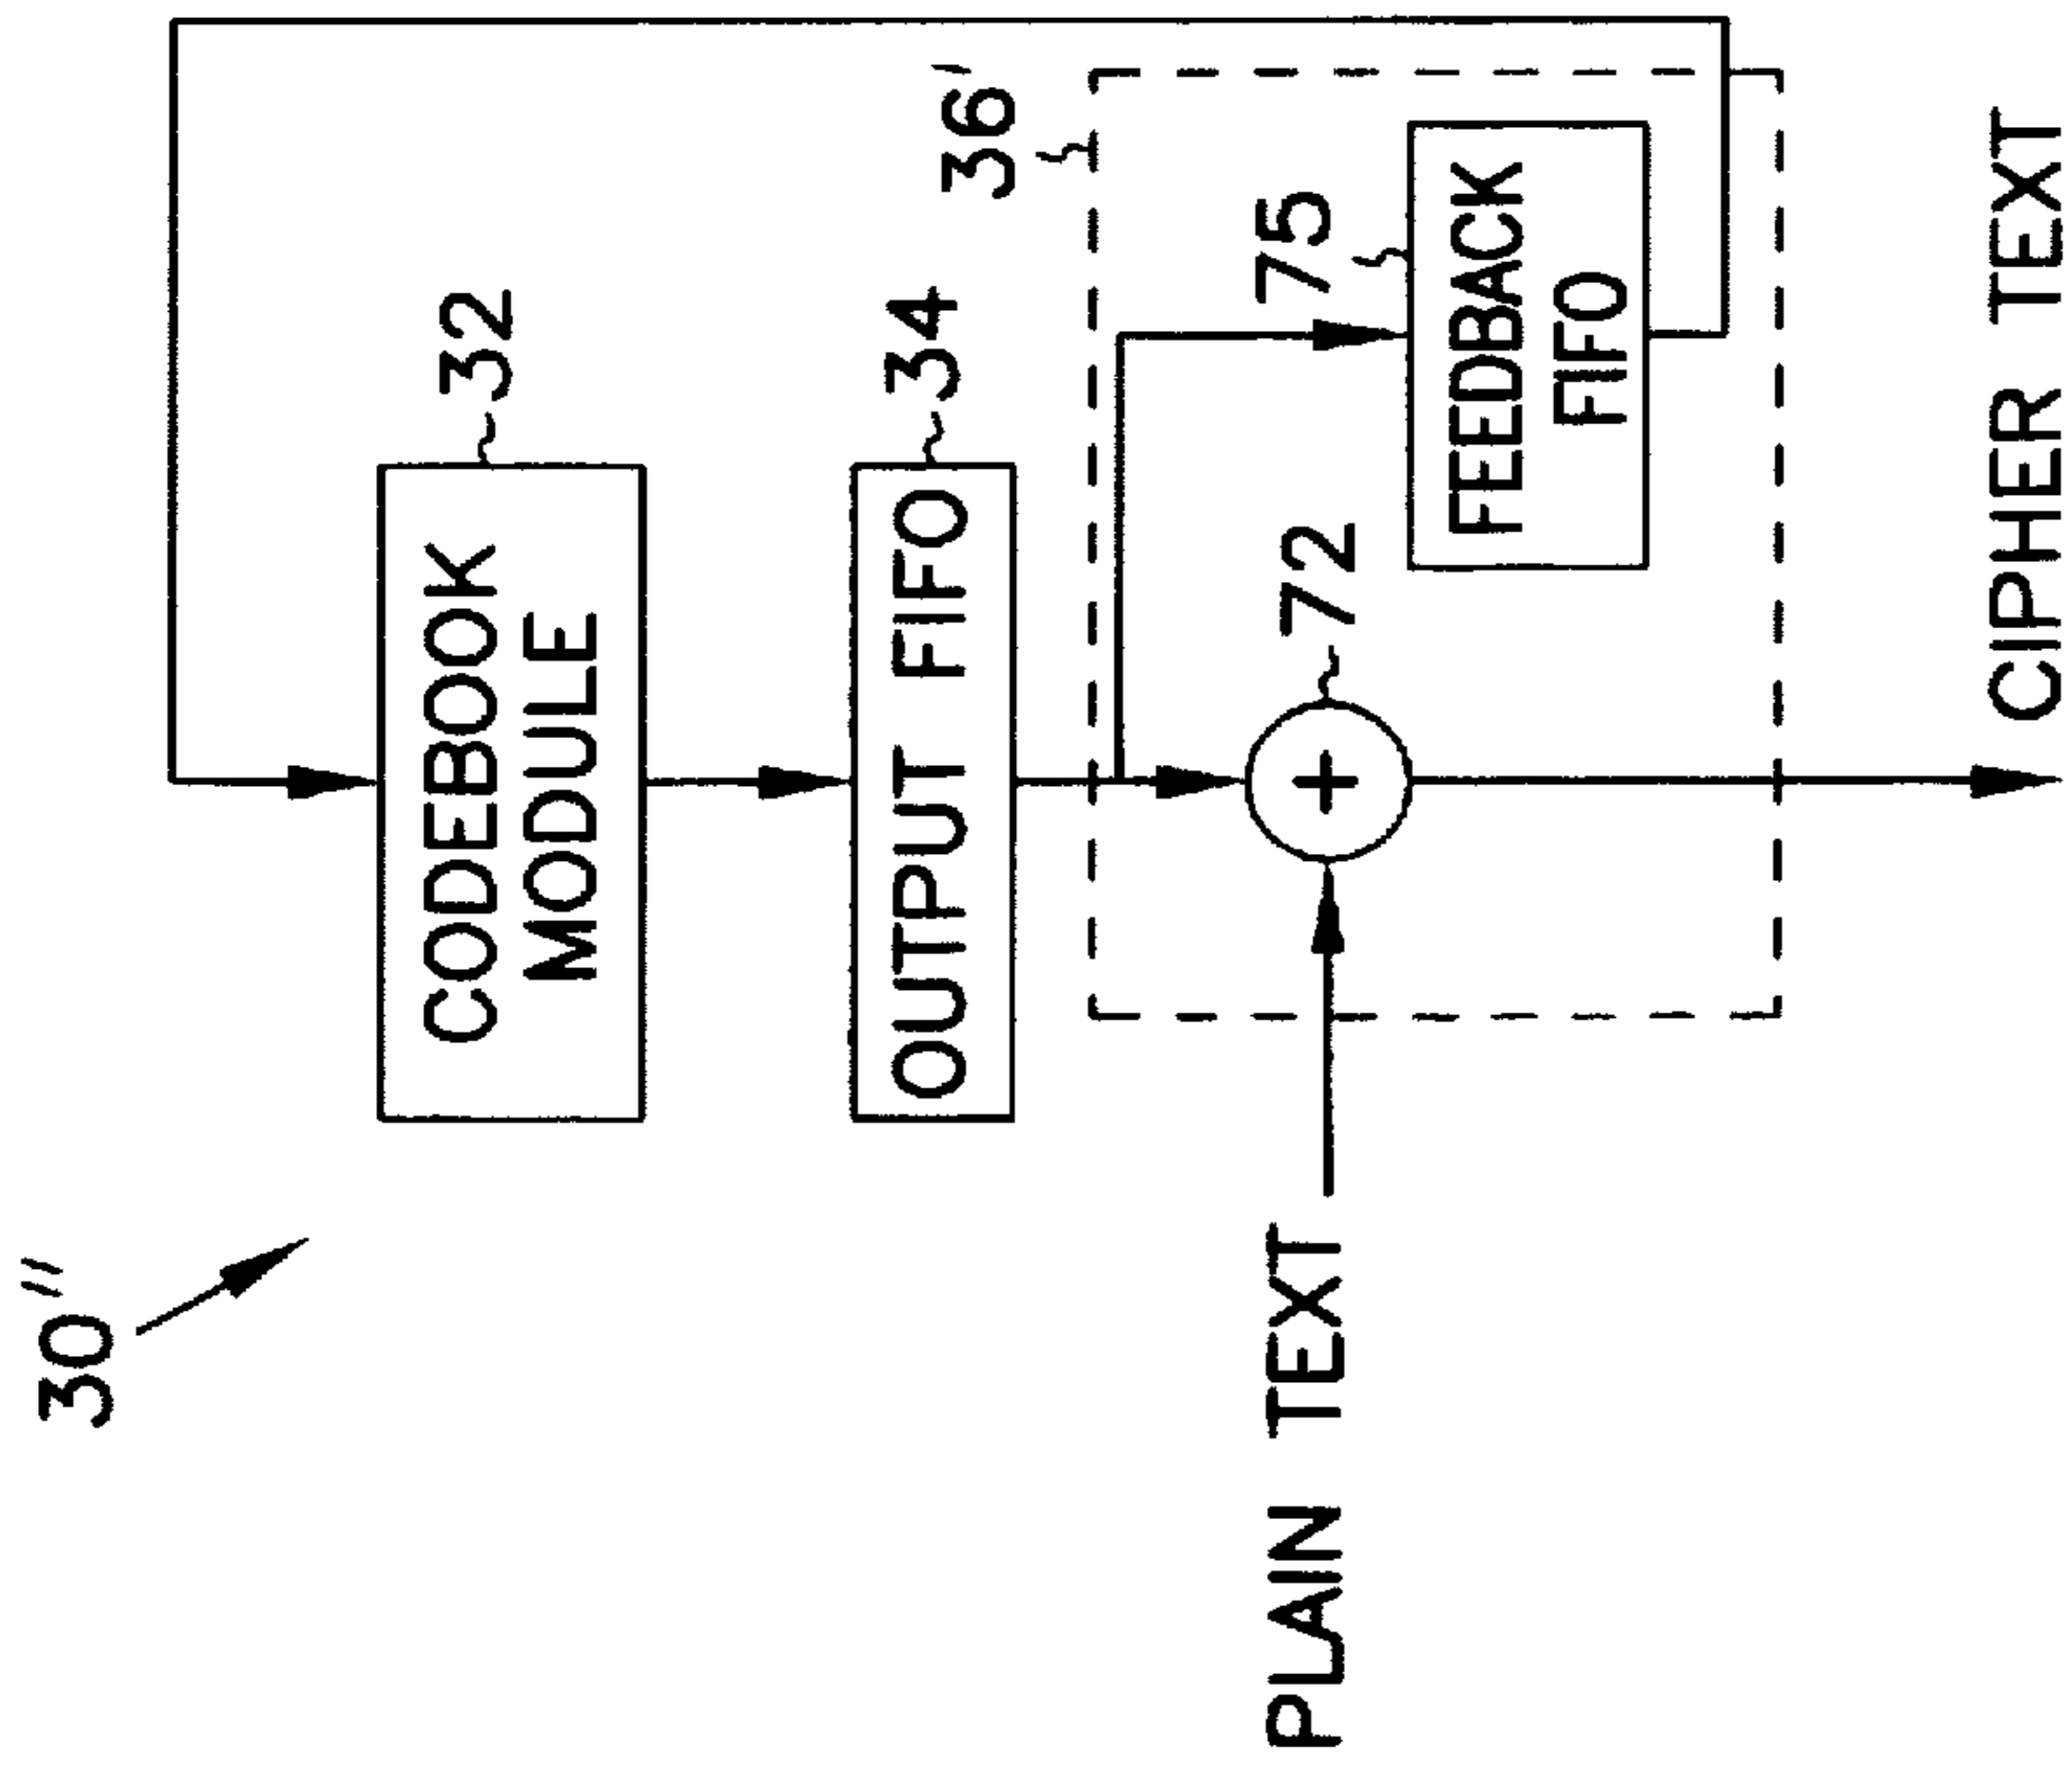 30"
CODEBOOK
MODULE
32
OUTPUT FIFO
34
36'
PLAIN TEXT
+
72
75
FEEDBACK
FIFO
CIPHER TEXT